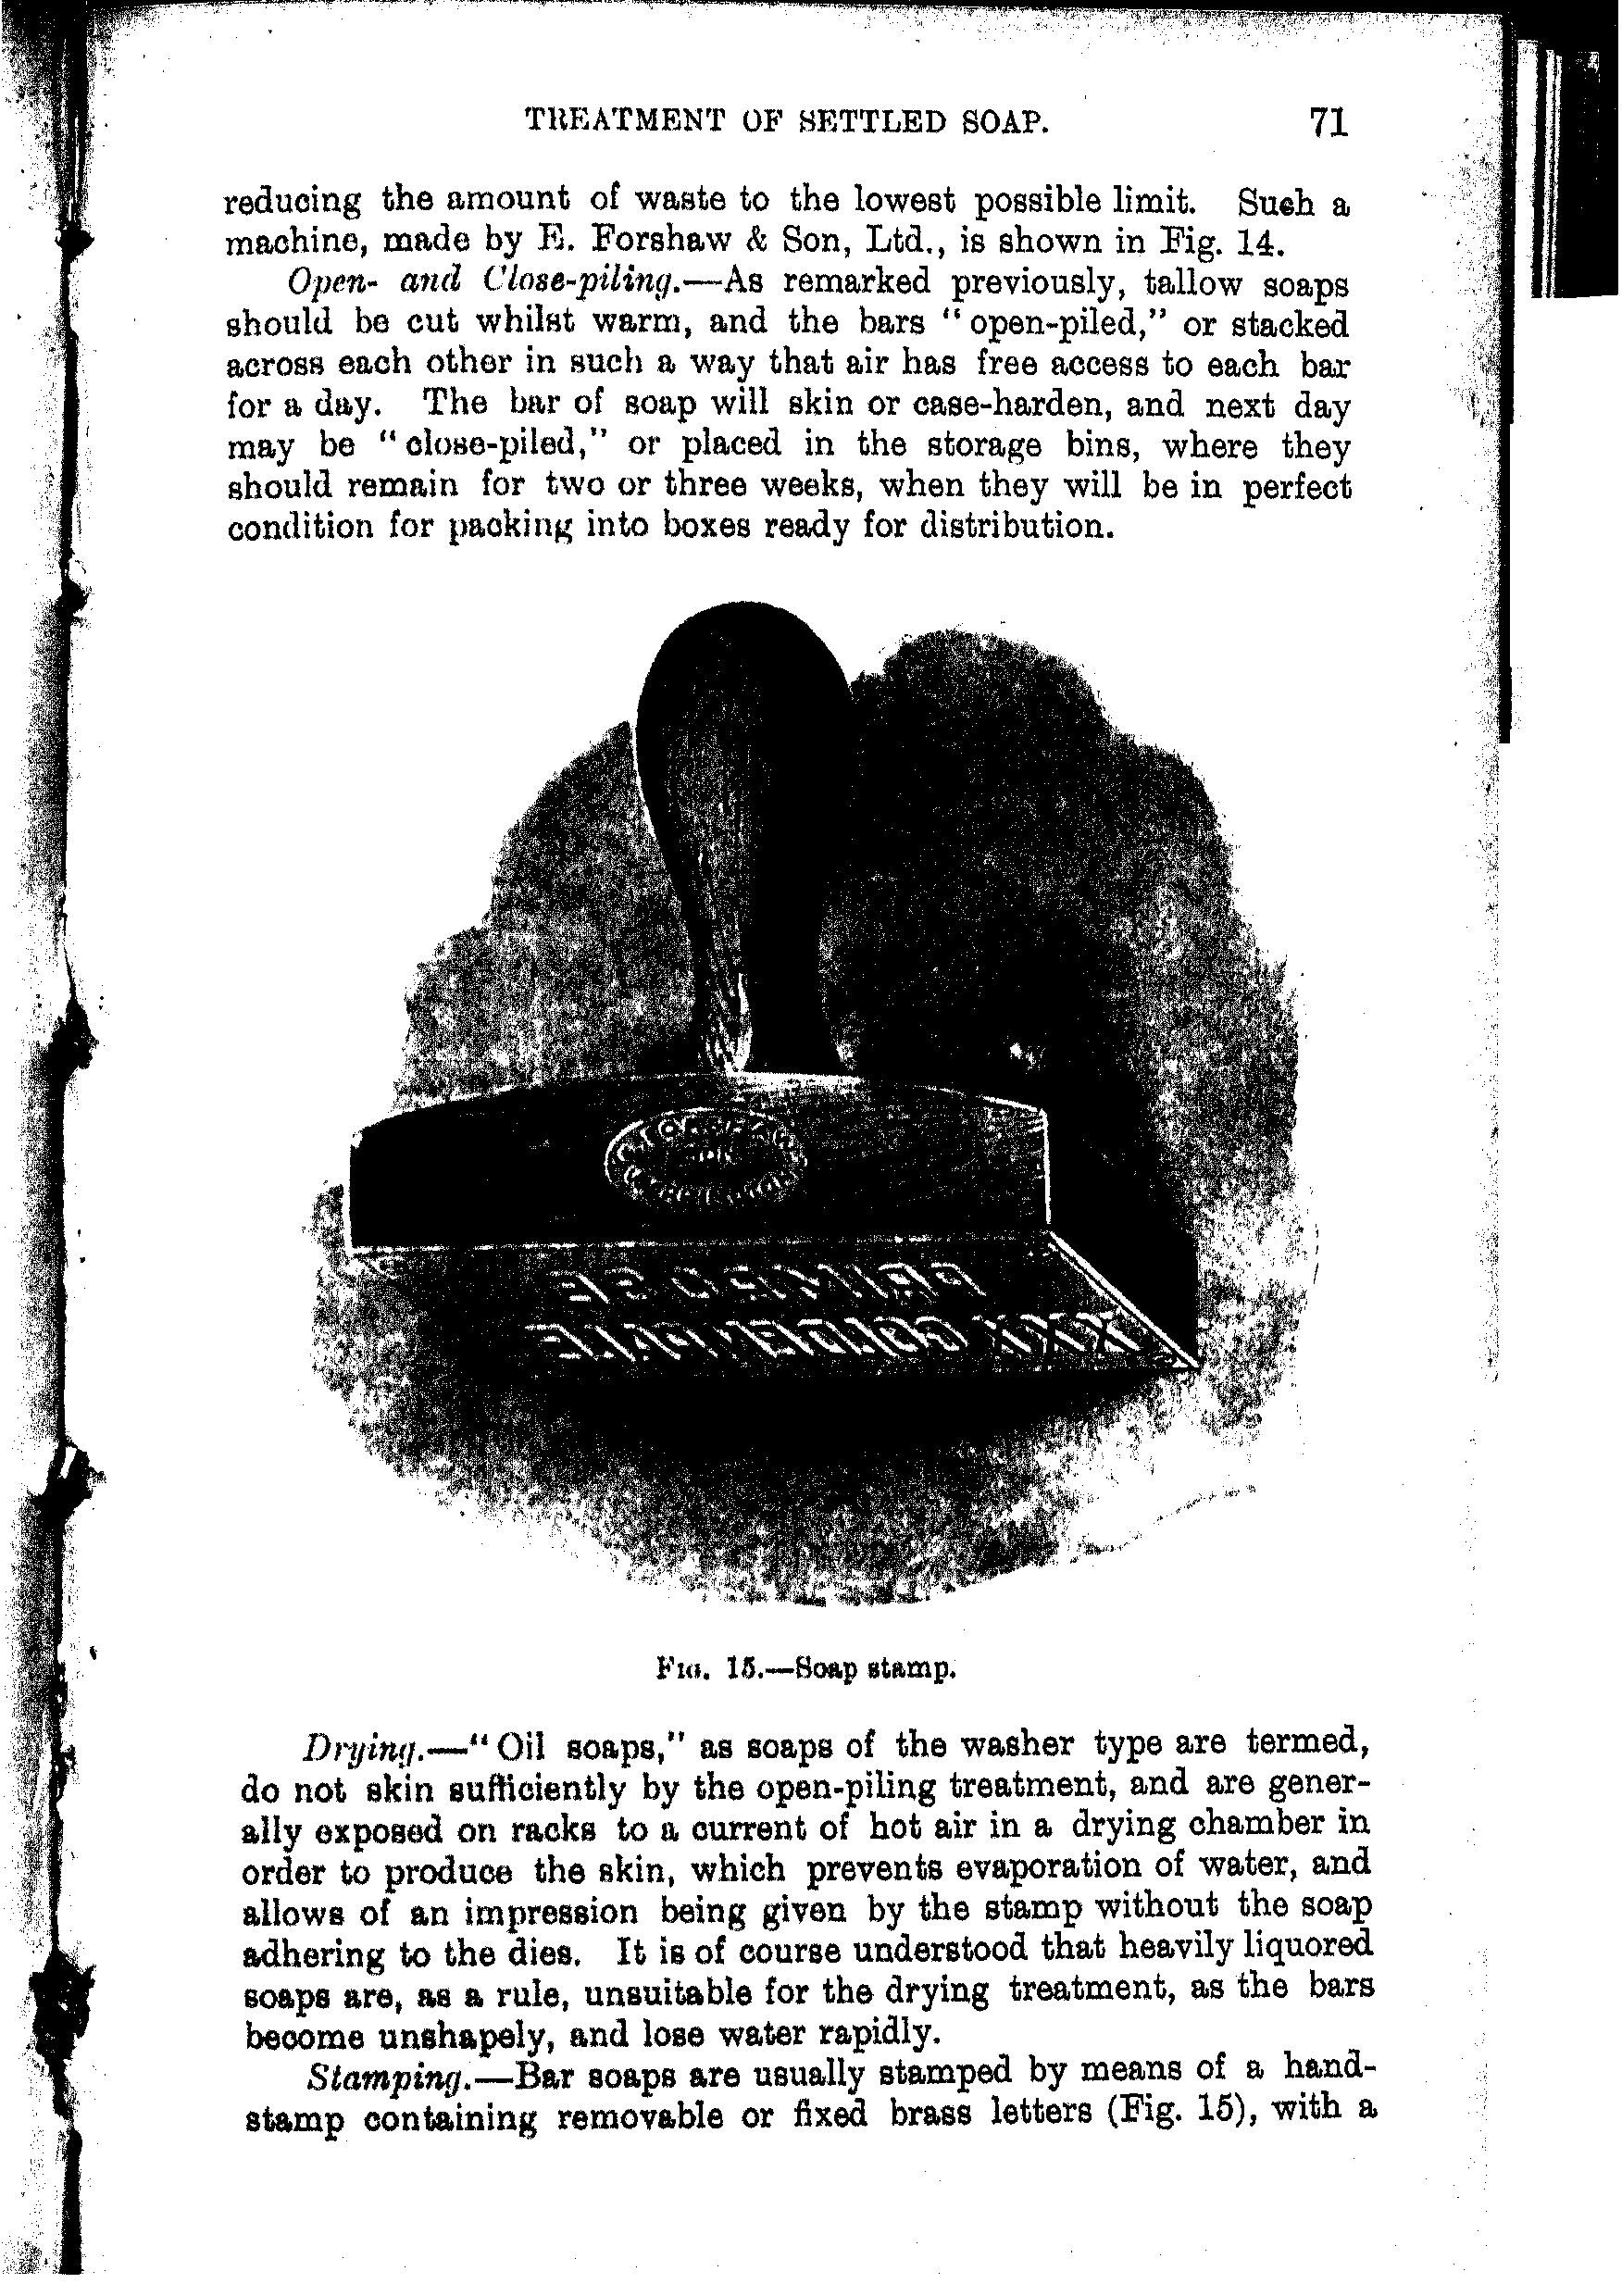 TREATMENT OF SETTLED SOAP. 71
reducing the amount of waste to the lowest possible limit. Such a
machine, made by E. Forshaw & Son, Ltd., is shown in Fig. 14.
Open- and Close-piling.—As remarked previously, tallow soaps
should be cut whilst warm, and the bars "open-piled," or stacked
across each other in such a way that air has free access to each bar
for a day. The bar of soap will skin or case-harden, and next day
may be "close-piled," or placed in the storage bins, where they
should remain for two or three weeks, when they will be in perfect
condition for packing into boxes ready for distribution.
FORSHAW
SON
WARRINGTON
PRIMROSE
XXX GOLDEN PALE
Fig. 15.—Soap stamp.
Drying.—"Oil soaps," as soaps of the washer type are termed,
do not skin sufficiently by the open-piling treatment, and are gener-
ally exposed on racks to a current of hot air in a drying chamber in
order to produce the skin, which prevents evaporation of water, and
allows of an impression being given by the stamp without the soap
adhering to the dies. It is of course understood that heavily liquored
soaps are, as a rule, unsuitable for the drying treatment, as the bars
become unshapely, and lose water rapidly.
Stamping.—Bar soaps are usually stamped by means of a hand-
stamp containing removable or fixed brass letters (Fig. 15), with a